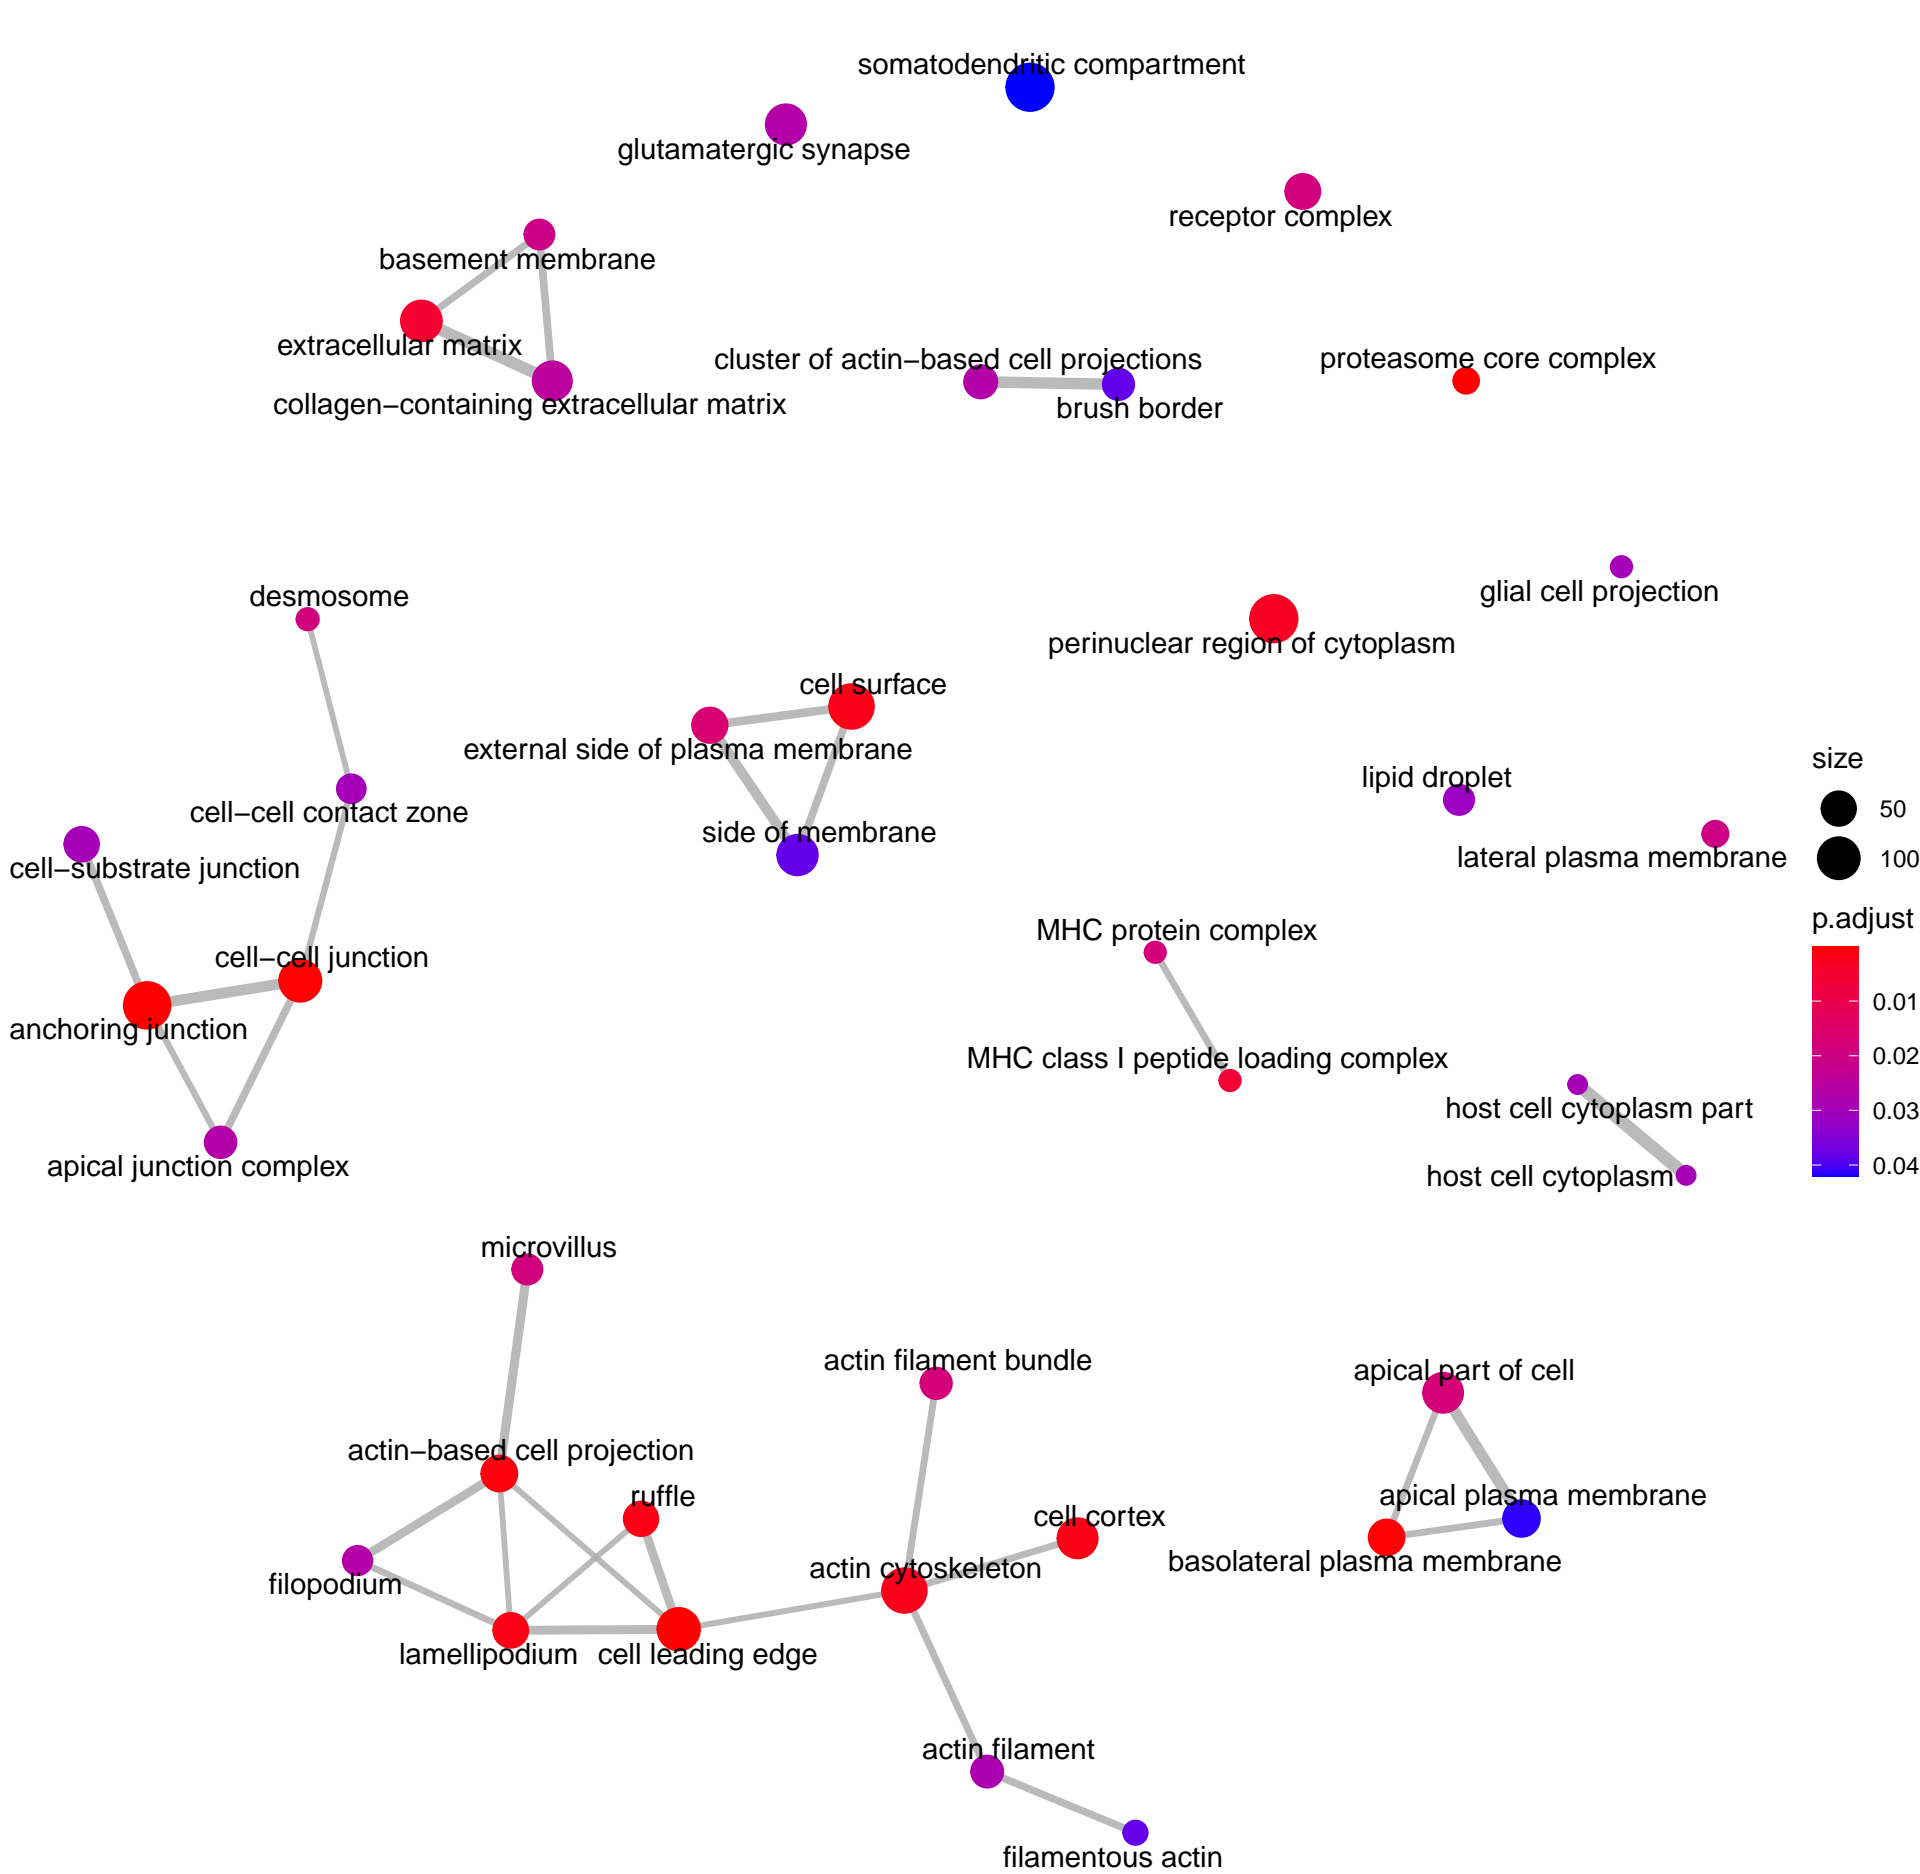 somatodendritic compartment
glutamatergic synapse
receptor complex
basement membrane
extracellular matrix
collagen−containing extracellular matrix
cluster of actin−based cell projections
brush border
proteasome core complex
glial cell projection
desmosome
perinuclear region of cytoplasm
cell surface
external side of plasma membrane
side of membrane
cell−cell contact zone
cell−substrate junction
cell−cell junction
anchoring junction
apical junction complex
lipid droplet
lateral plasma membrane
MHC protein complex
MHC class I peptide loading complex
host cell cytoplasm part
host cell cytoplasm
size
50
100
p.adjust
0.01
0.02
0.03
0.04
microvillus
actin filament bundle
apical part of cell
actin−based cell projection
ruffle
cell cortex
apical plasma membrane
basolateral plasma membrane
actin cytoskeleton
filopodium
lamellipodium
cell leading edge
actin filament
filamentous actin